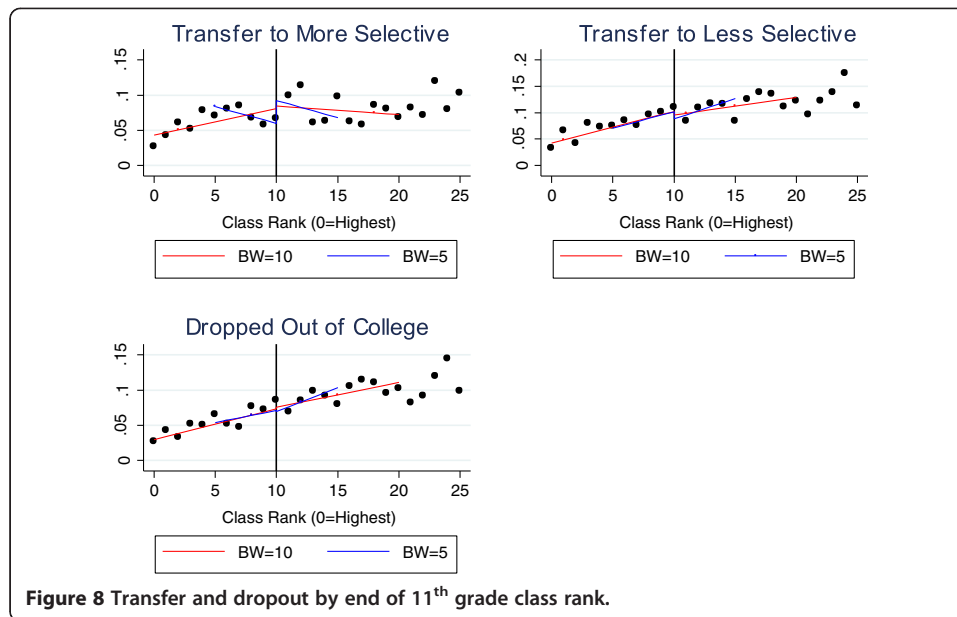 Transfer to More Selective
.15
.1
.05
0
0 5 10 15 20 25
Class Rank (0=Highest)
BW=10 BW=5
Transfer to Less Selective
.2
.15
.1
.05
0
0 5 10 15 20 25
Class Rank (0=Highest)
BW=10 BW=5
Dropped Out of College
.15
.1
.05
0
0 5 10 15 20 25
Class Rank (0=Highest)
BW=10 BW=5
Figure 8 Transfer and dropout by end of 11th grade class rank.